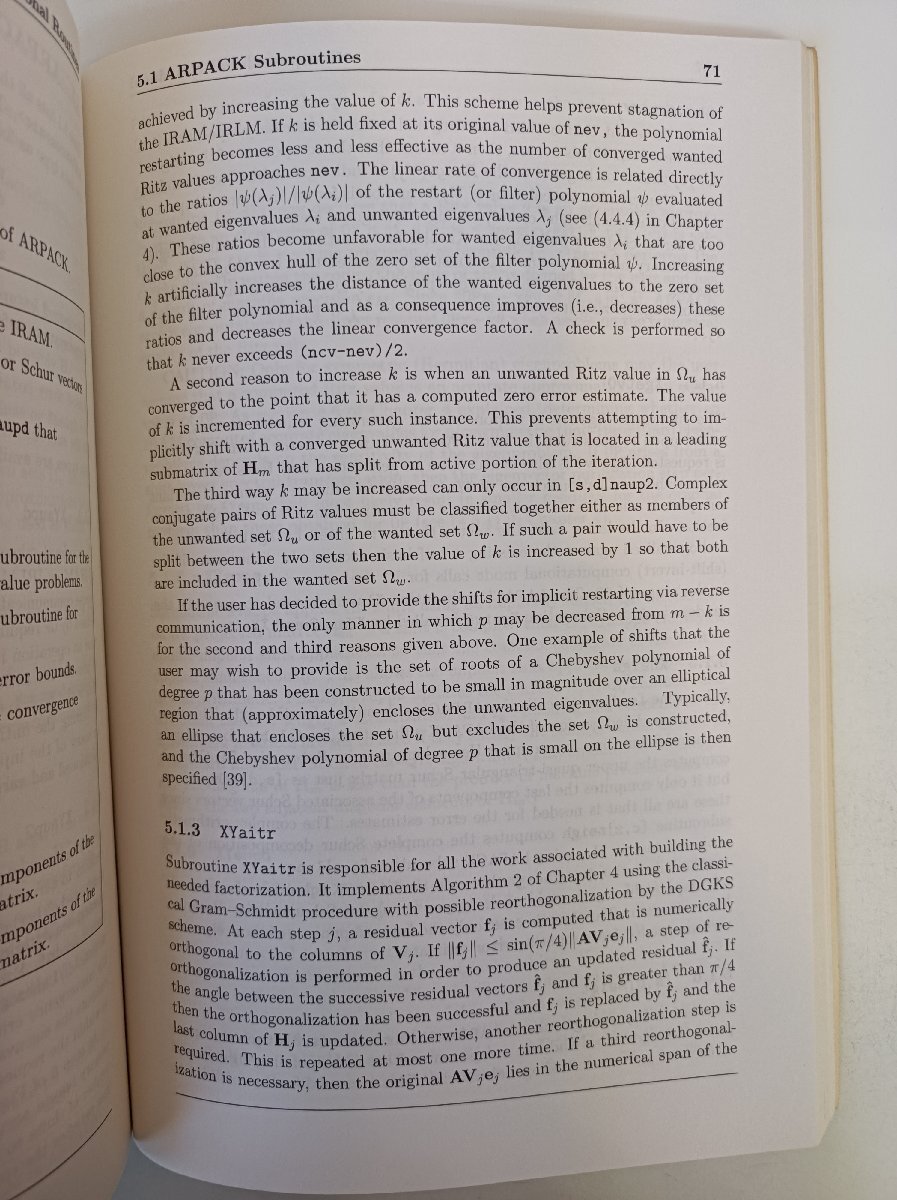 onal Routines
of ARPACK.
e IRAM.
or Schur vectors
aupd that
ubroutine for the
alue problems.
ubroutine for
error bounds.
convergence
mponents of the
atrix.
mponents of the
matrix.
5.1 ARPACK Subroutines 71
achieved by increasing the value of k. This scheme helps prevent stagnation of
the IRAM/IRLM. If k is held fixed at its original value of nev, the polynomial
restarting becomes less and less effective as the number of converged wanted
Ritz values approaches nev. The linear rate of convergence is related directly
to the ratios |ψ(λj)|/|ψ(λi)| of the restart (or filter) polynomial ψ evaluated
at wanted eigenvalues λi and unwanted eigenvalues λj (see (4.4.4) in Chapter
4). These ratios become unfavorable for wanted eigenvalues λi that are too
close to the convex hull of the zero set of the filter polynomial ψ. Increasing
k artificially increases the distance of the wanted eigenvalues to the zero set
of the filter polynomial and as a consequence improves (i.e., decreases) these
ratios and decreases the linear convergence factor. A check is performed so
that k never exceeds (ncv-nev)/2.
A second reason to increase k is when an unwanted Ritz value in Ωu has
converged to the point that it has a computed zero error estimate. The value
of k is incremented for every such instance. This prevents attempting to im-
plicitly shift with a converged unwanted Ritz value that is located in a leading
submatrix of Hm that has split from active portion of the iteration.
The third way k may be increased can only occur in [s,d]naup2. Complex
conjugate pairs of Ritz values must be classified together either as members of
the unwanted set Ωu or of the wanted set Ωw. If such a pair would have to be
split between the two sets then the value of k is increased by 1 so that both
are included in the wanted set Ωw.
If the user has decided to provide the shifts for implicit restarting via reverse
communication, the only manner in which p may be decreased from m − k is
for the second and third reasons given above. One example of shifts that the
user may wish to provide is the set of roots of a Chebyshev polynomial of
degree p that has been constructed to be small in magnitude over an elliptical
region that (approximately) encloses the unwanted eigenvalues. Typically,
an ellipse that encloses the set Ωu but excludes the set Ωw is constructed,
and the Chebyshev polynomial of degree p that is small on the ellipse is then
specified [39].
5.1.3 XYaitr
Subroutine XYaitr is responsible for all the work associated with building the
needed factorization. It implements Algorithm 2 of Chapter 4 using the classi-
cal Gram–Schmidt procedure with possible reorthogonalization by the DGKS
scheme. At each step j, a residual vector fj is computed that is numerically
orthogonal to the columns of Vj. If ‖fj‖ ≤ sin(π/4)‖AVjej‖, a step of re-
orthogonalization is performed in order to produce an updated residual f̂j. If
the angle between the successive residual vectors f̂j and fj is greater than π/4
then the orthogonalization has been successful and fj is replaced by f̂j and the
last column of Hj is updated. Otherwise, another reorthogonalization step is
required. This is repeated at most one more time. If a third reorthogonal-
ization is necessary, then the original AVjej lies in the numerical span of the